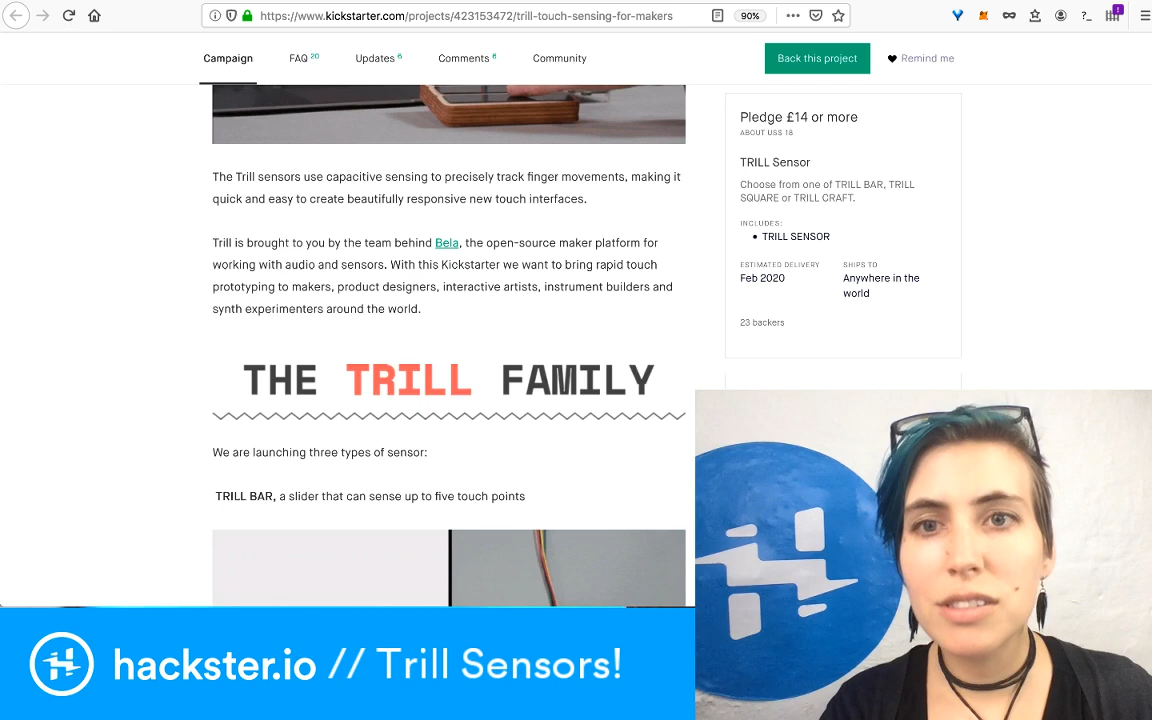 https://www.kickstarter.com/projects/423153472/trill-touch-sensing-for-makers
90%
Campaign
FAQ 20
Updates 6
Comments 6
Community
Back this project
Remind me
The Trill sensors use capacitive sensing to precisely track finger movements, making it
quick and easy to create beautifully responsive new touch interfaces.
Trill is brought to you by the team behind Bela, the open-source maker platform for
working with audio and sensors. With this Kickstarter we want to bring rapid touch
prototyping to makers, product designers, interactive artists, instrument builders and
synth experimenters around the world.
THE TRILL FAMILY
We are launching three types of sensor:
TRILL BAR, a slider that can sense up to five touch points
Pledge £14 or more
ABOUT US$ 18
TRILL Sensor
Choose from one of TRILL BAR, TRILL
SQUARE or TRILL CRAFT.
INCLUDES:
• TRILL SENSOR
ESTIMATED DELIVERY
Feb 2020
SHIPS TO
Anywhere in the
world
23 backers
hackster.io // Trill Sensors!